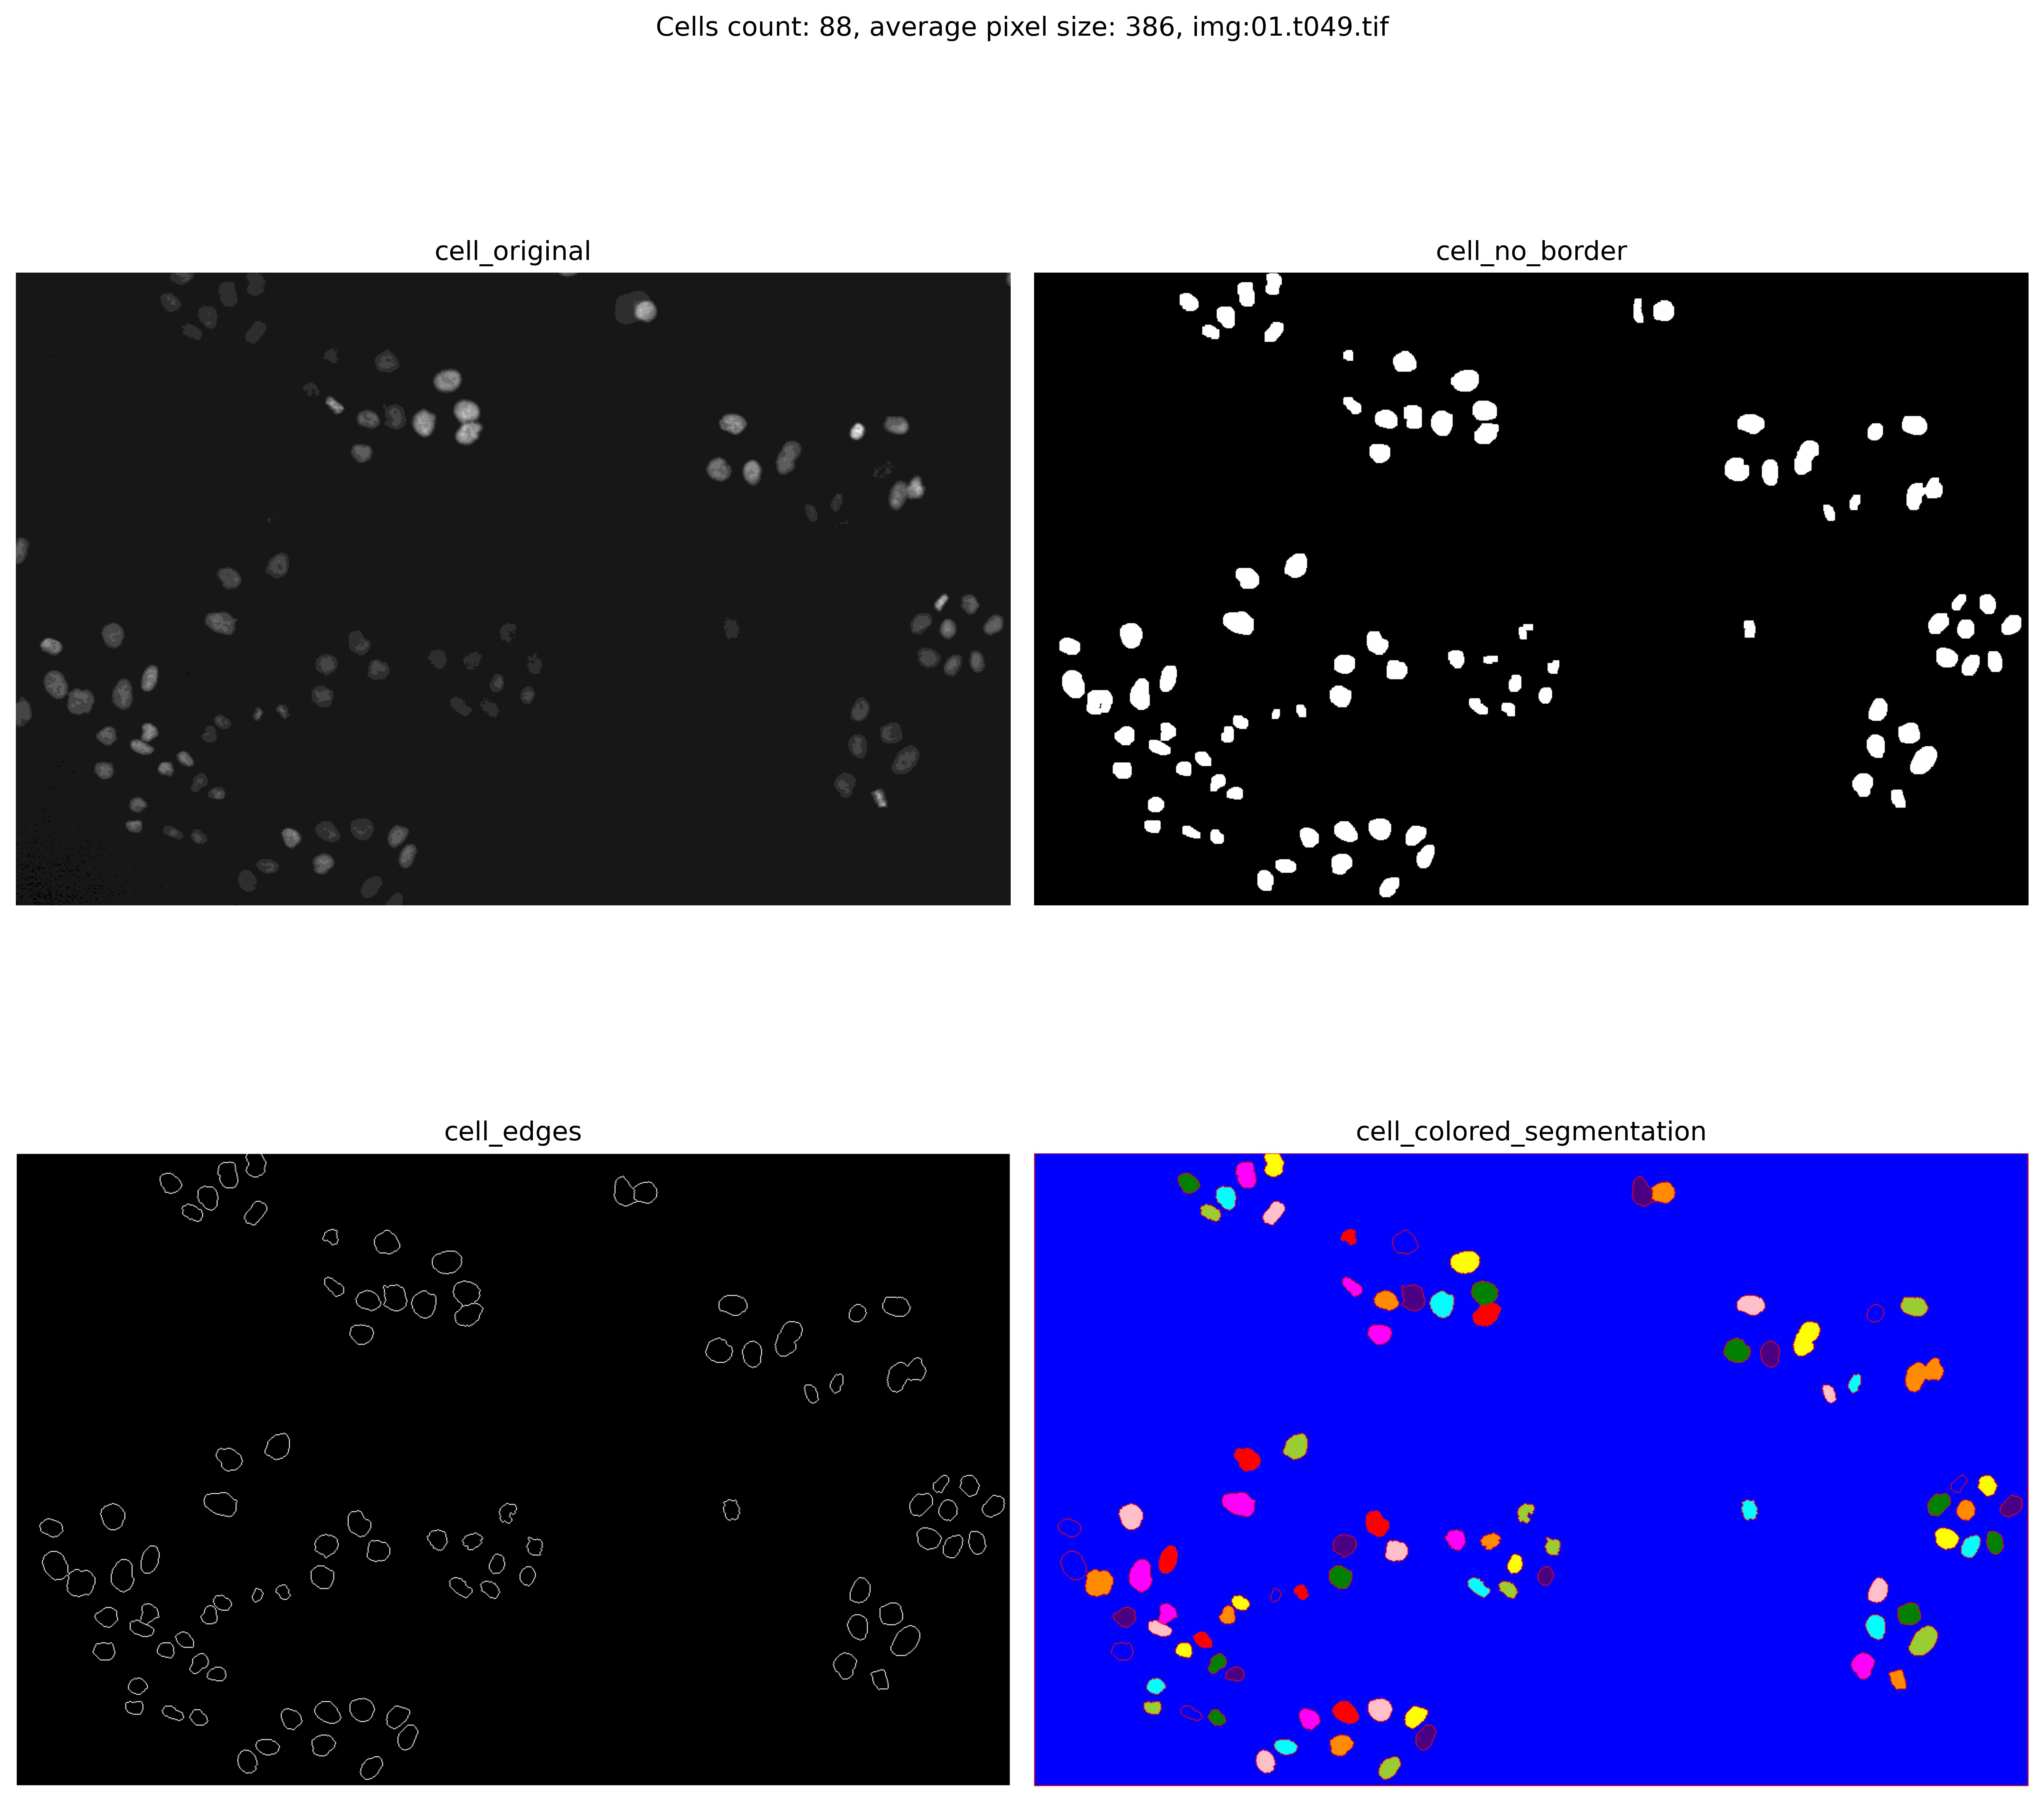 Cells count: 88, average pixel size: 386, img:01.t049.tif
cell_original
cell_no_border
cell_edges
cell_colored_segmentation